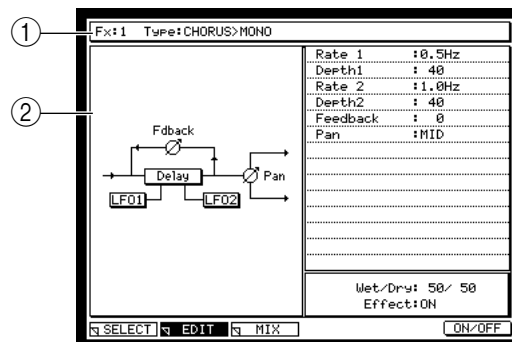 1
Fx:1 Type:CHORUS>MONO
2
Fdback
Delay
Pan
LFO1
LFO2
Rate 1 :0.5Hz
Depth1 : 40
Rate 2 :1.0Hz
Depth2 : 40
Feedback : 0
Pan :MID
Wet/Dry: 50/ 50
Effect:ON
SELECT EDIT MIX ON/OFF